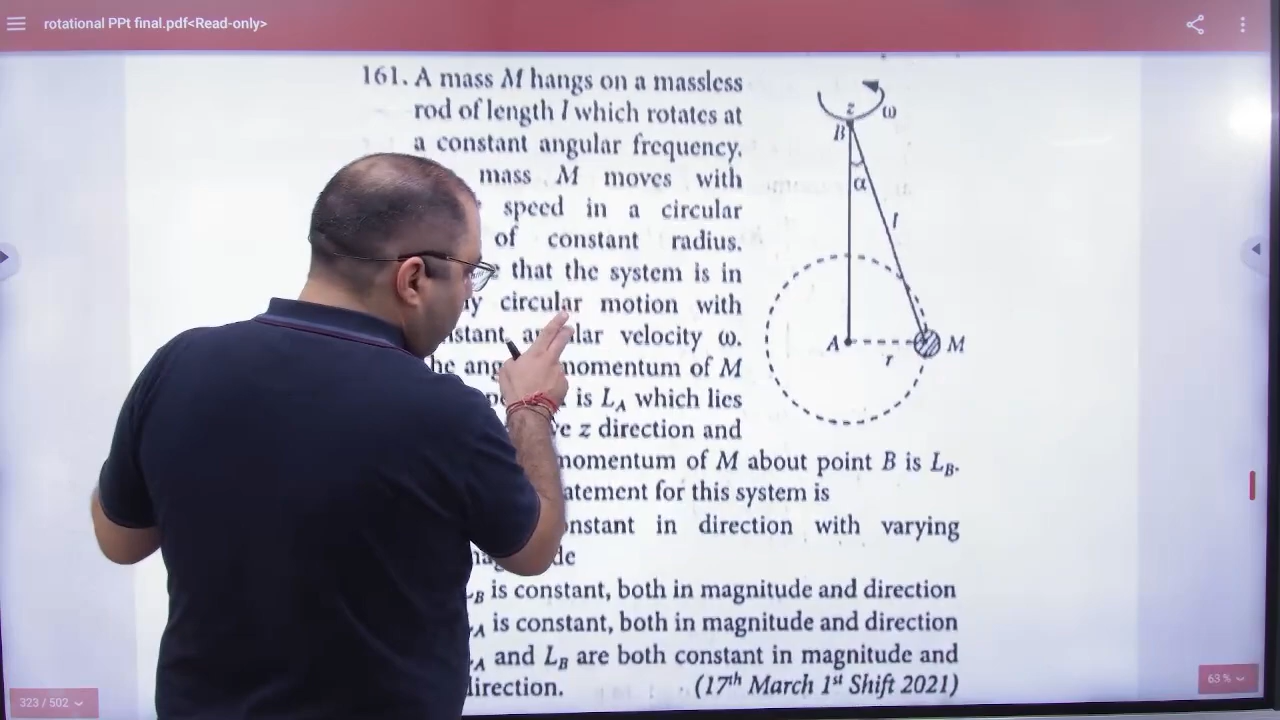 rotational PPt final.pdf<Read-only>
161. A mass M hangs on a massless
rod of length l which rotates at
a constant angular frequency.
mass M moves with
speed in a circular
of constant radius.
that the system is in
circular motion with
angular velocity ω.
momentum of M
is L_A which lies
z direction and
momentum of M about point B is L_B.
for this system is
constant in direction with varying
L_B is constant, both in magnitude and direction
L_A is constant, both in magnitude and direction
L_A and L_B are both constant in magnitude and
direction. (17th March 1st Shift 2021)
z
ω
B
α
l
A
r
M
323 / 502
63 %